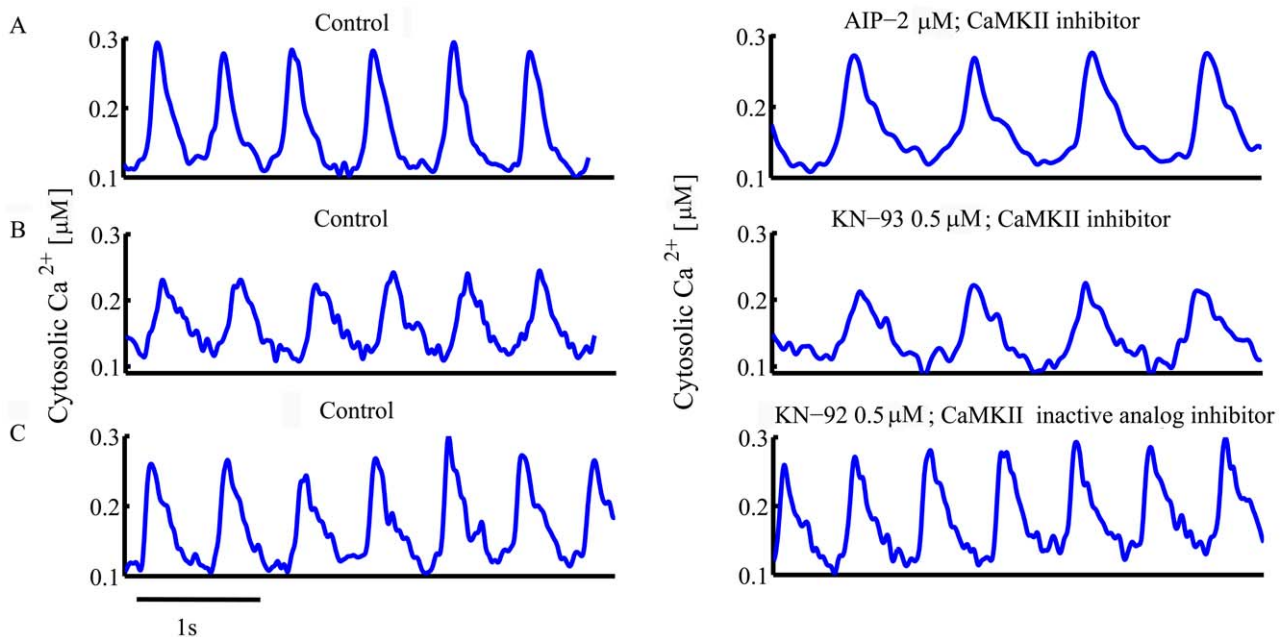 A
Control
AIP−2 μM; CaMKII inhibitor
0.3
0.2
0.1
0.3
0.2
0.1
B
Control
KN−93 0.5 μM; CaMKII inhibitor
0.3
0.2
0.1
0.3
0.2
0.1
Cytosolic Ca 2+ [μM]
Cytosolic Ca 2+ [μM]
C
Control
KN−92 0.5 μM; CaMKII inactive analog inhibitor
0.3
0.2
0.1
0.3
0.2
0.1
1s